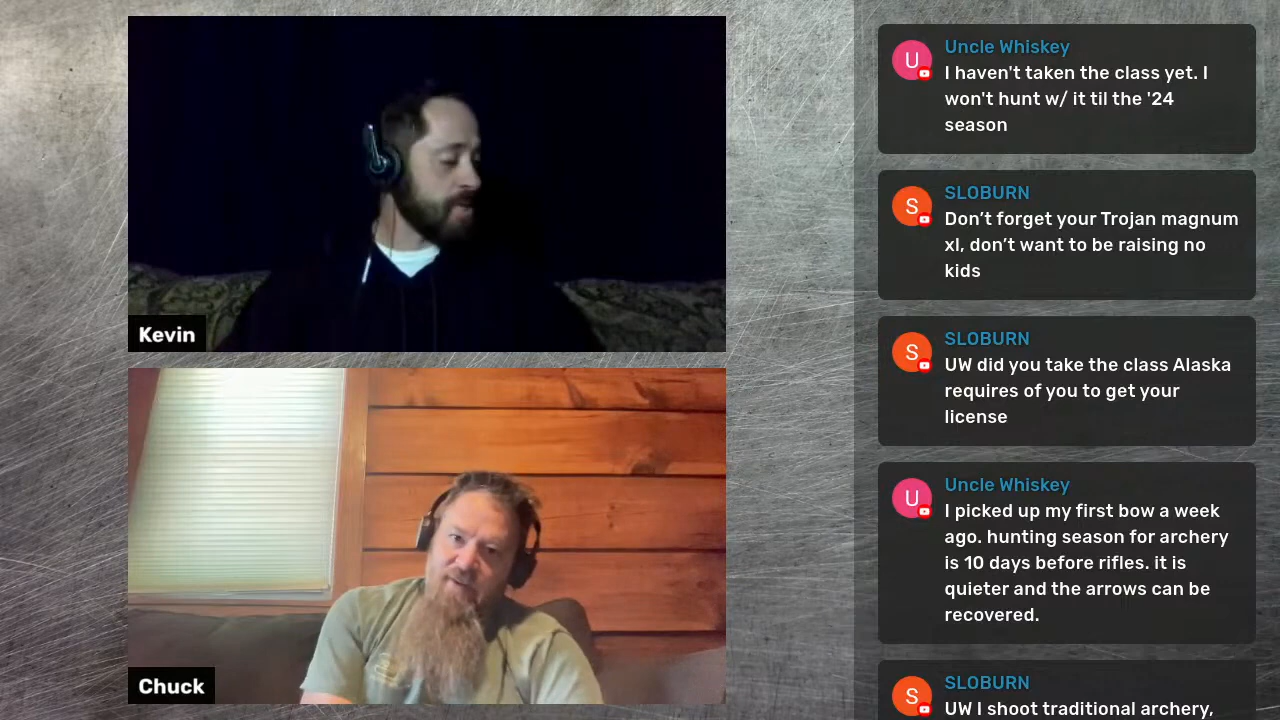 Kevin
Chuck
U
Uncle Whiskey
I haven't taken the class yet. I
won't hunt w/ it til the '24
season
S
SLOBURN
Don’t forget your Trojan magnum
xl, don’t want to be raising no
kids
S
SLOBURN
UW did you take the class Alaska
requires of you to get your
license
U
Uncle Whiskey
I picked up my first bow a week
ago. hunting season for archery
is 10 days before rifles. it is
quieter and the arrows can be
recovered.
S
SLOBURN
UW I shoot traditional archery,